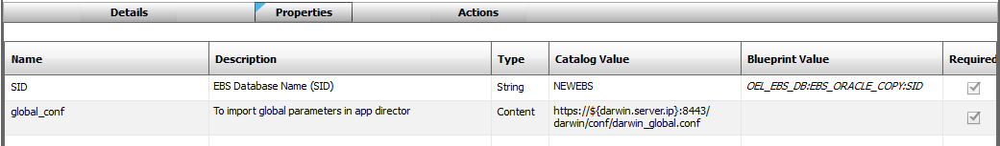 Details Properties Actions
Name Description Type Catalog Value Blueprint Value Required
SID EBS Database Name (SID) String NEWEBS OEL_EBS_DB:EBS_ORACLE_COPY:SID
global_conf To import global parameters in app director Content https://${darwin.server.ip}:8443/
darwin/conf/darwin_global.conf